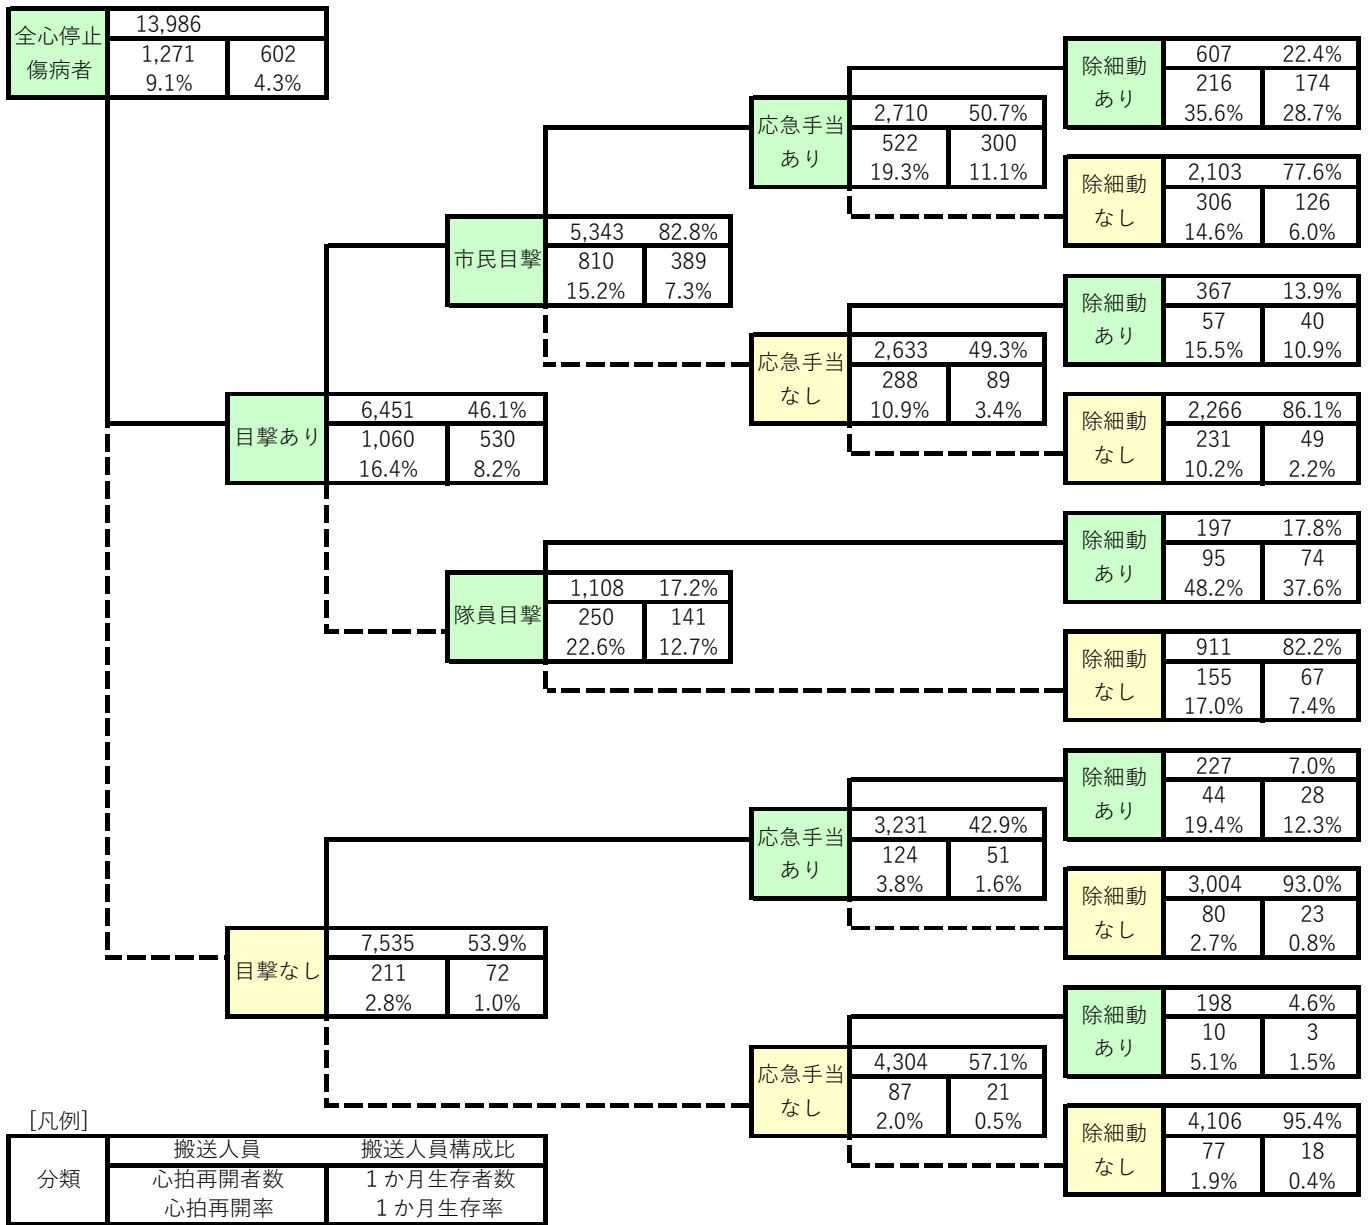 全心停止
傷病者
13,986
1,271 602
9.1% 4.3%
目撃あり
6,451 46.1%
1,060 530
16.4% 8.2%
市民目撃
5,343 82.8%
810 389
15.2% 7.3%
応急手当
あり
2,710 50.7%
522 300
19.3% 11.1%
除細動
あり
607 22.4%
216 174
35.6% 28.7%
除細動
なし
2,103 77.6%
306 126
14.6% 6.0%
応急手当
なし
2,633 49.3%
288 89
10.9% 3.4%
除細動
あり
367 13.9%
57 40
15.5% 10.9%
除細動
なし
2,266 86.1%
231 49
10.2% 2.2%
隊員目撃
1,108 17.2%
250 141
22.6% 12.7%
除細動
あり
197 17.8%
95 74
48.2% 37.6%
除細動
なし
911 82.2%
155 67
17.0% 7.4%
目撃なし
7,535 53.9%
211 72
2.8% 1.0%
応急手当
あり
3,231 42.9%
124 51
3.8% 1.6%
除細動
あり
227 7.0%
44 28
19.4% 12.3%
除細動
なし
3,004 93.0%
80 23
2.7% 0.8%
応急手当
なし
4,304 57.1%
87 21
2.0% 0.5%
除細動
あり
198 4.6%
10 3
5.1% 1.5%
除細動
なし
4,106 95.4%
77 18
1.9% 0.4%
[凡例]
分類
搬送人員 搬送人員構成比
心拍再開者数 1か月生存者数
心拍再開率 1か月生存率